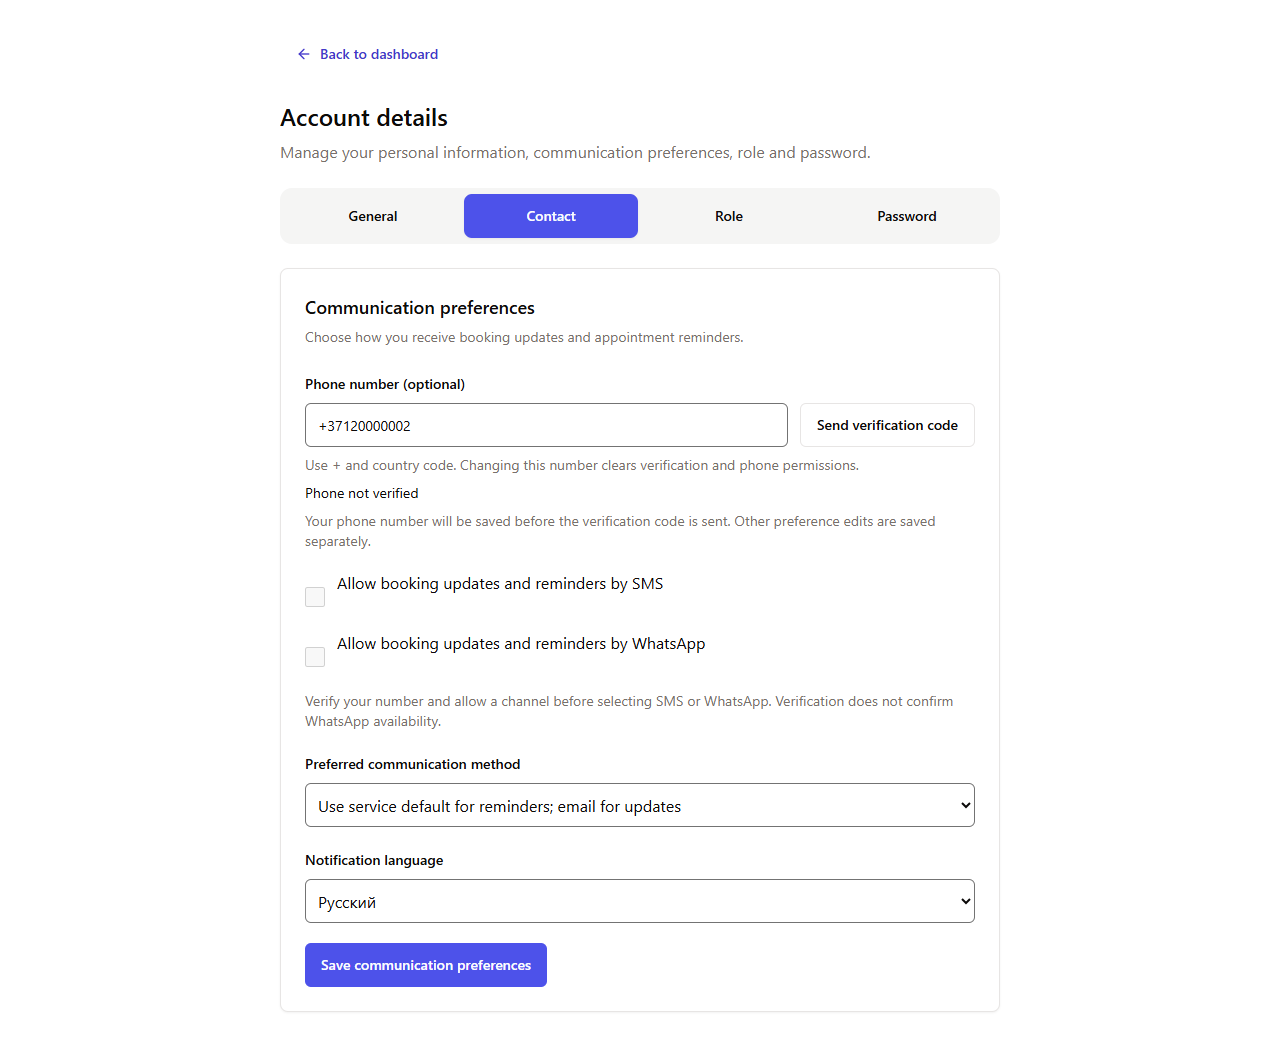 Back to dashboard
Account details
Manage your personal information, communication preferences, role and password.
General
Contact
Role
Password
Communication preferences
Choose how you receive booking updates and appointment reminders.
Phone number (optional)
+37120000002
Send verification code
Use + and country code. Changing this number clears verification and phone permissions.
Phone not verified
Your phone number will be saved before the verification code is sent. Other preference edits are saved
separately.
Allow booking updates and reminders by SMS
Allow booking updates and reminders by WhatsApp
Verify your number and allow a channel before selecting SMS or WhatsApp. Verification does not confirm
WhatsApp availability.
Preferred communication method
Use service default for reminders; email for updates
Notification language
Русский
Save communication preferences